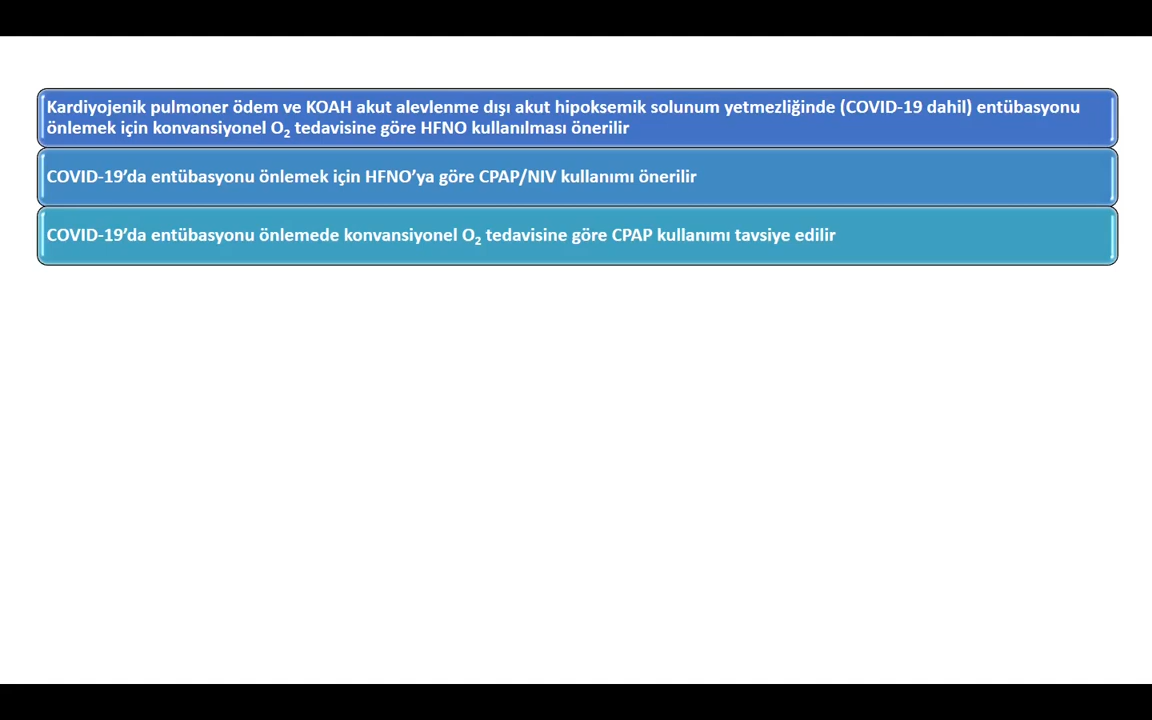 Kardiyojenik pulmoner ödem ve KOAH akut alevlenme dışı akut hipoksemik solunum yetmezliğinde (COVID-19 dahil) entübasyonu
önlemek için konvansiyonel O₂ tedavisine göre HFNO kullanılması önerilir
COVID-19’da entübasyonu önlemek için HFNO’ya göre CPAP/NIV kullanımı önerilir
COVID-19’da entübasyonu önlemede konvansiyonel O₂ tedavisine göre CPAP kullanımı tavsiye edilir